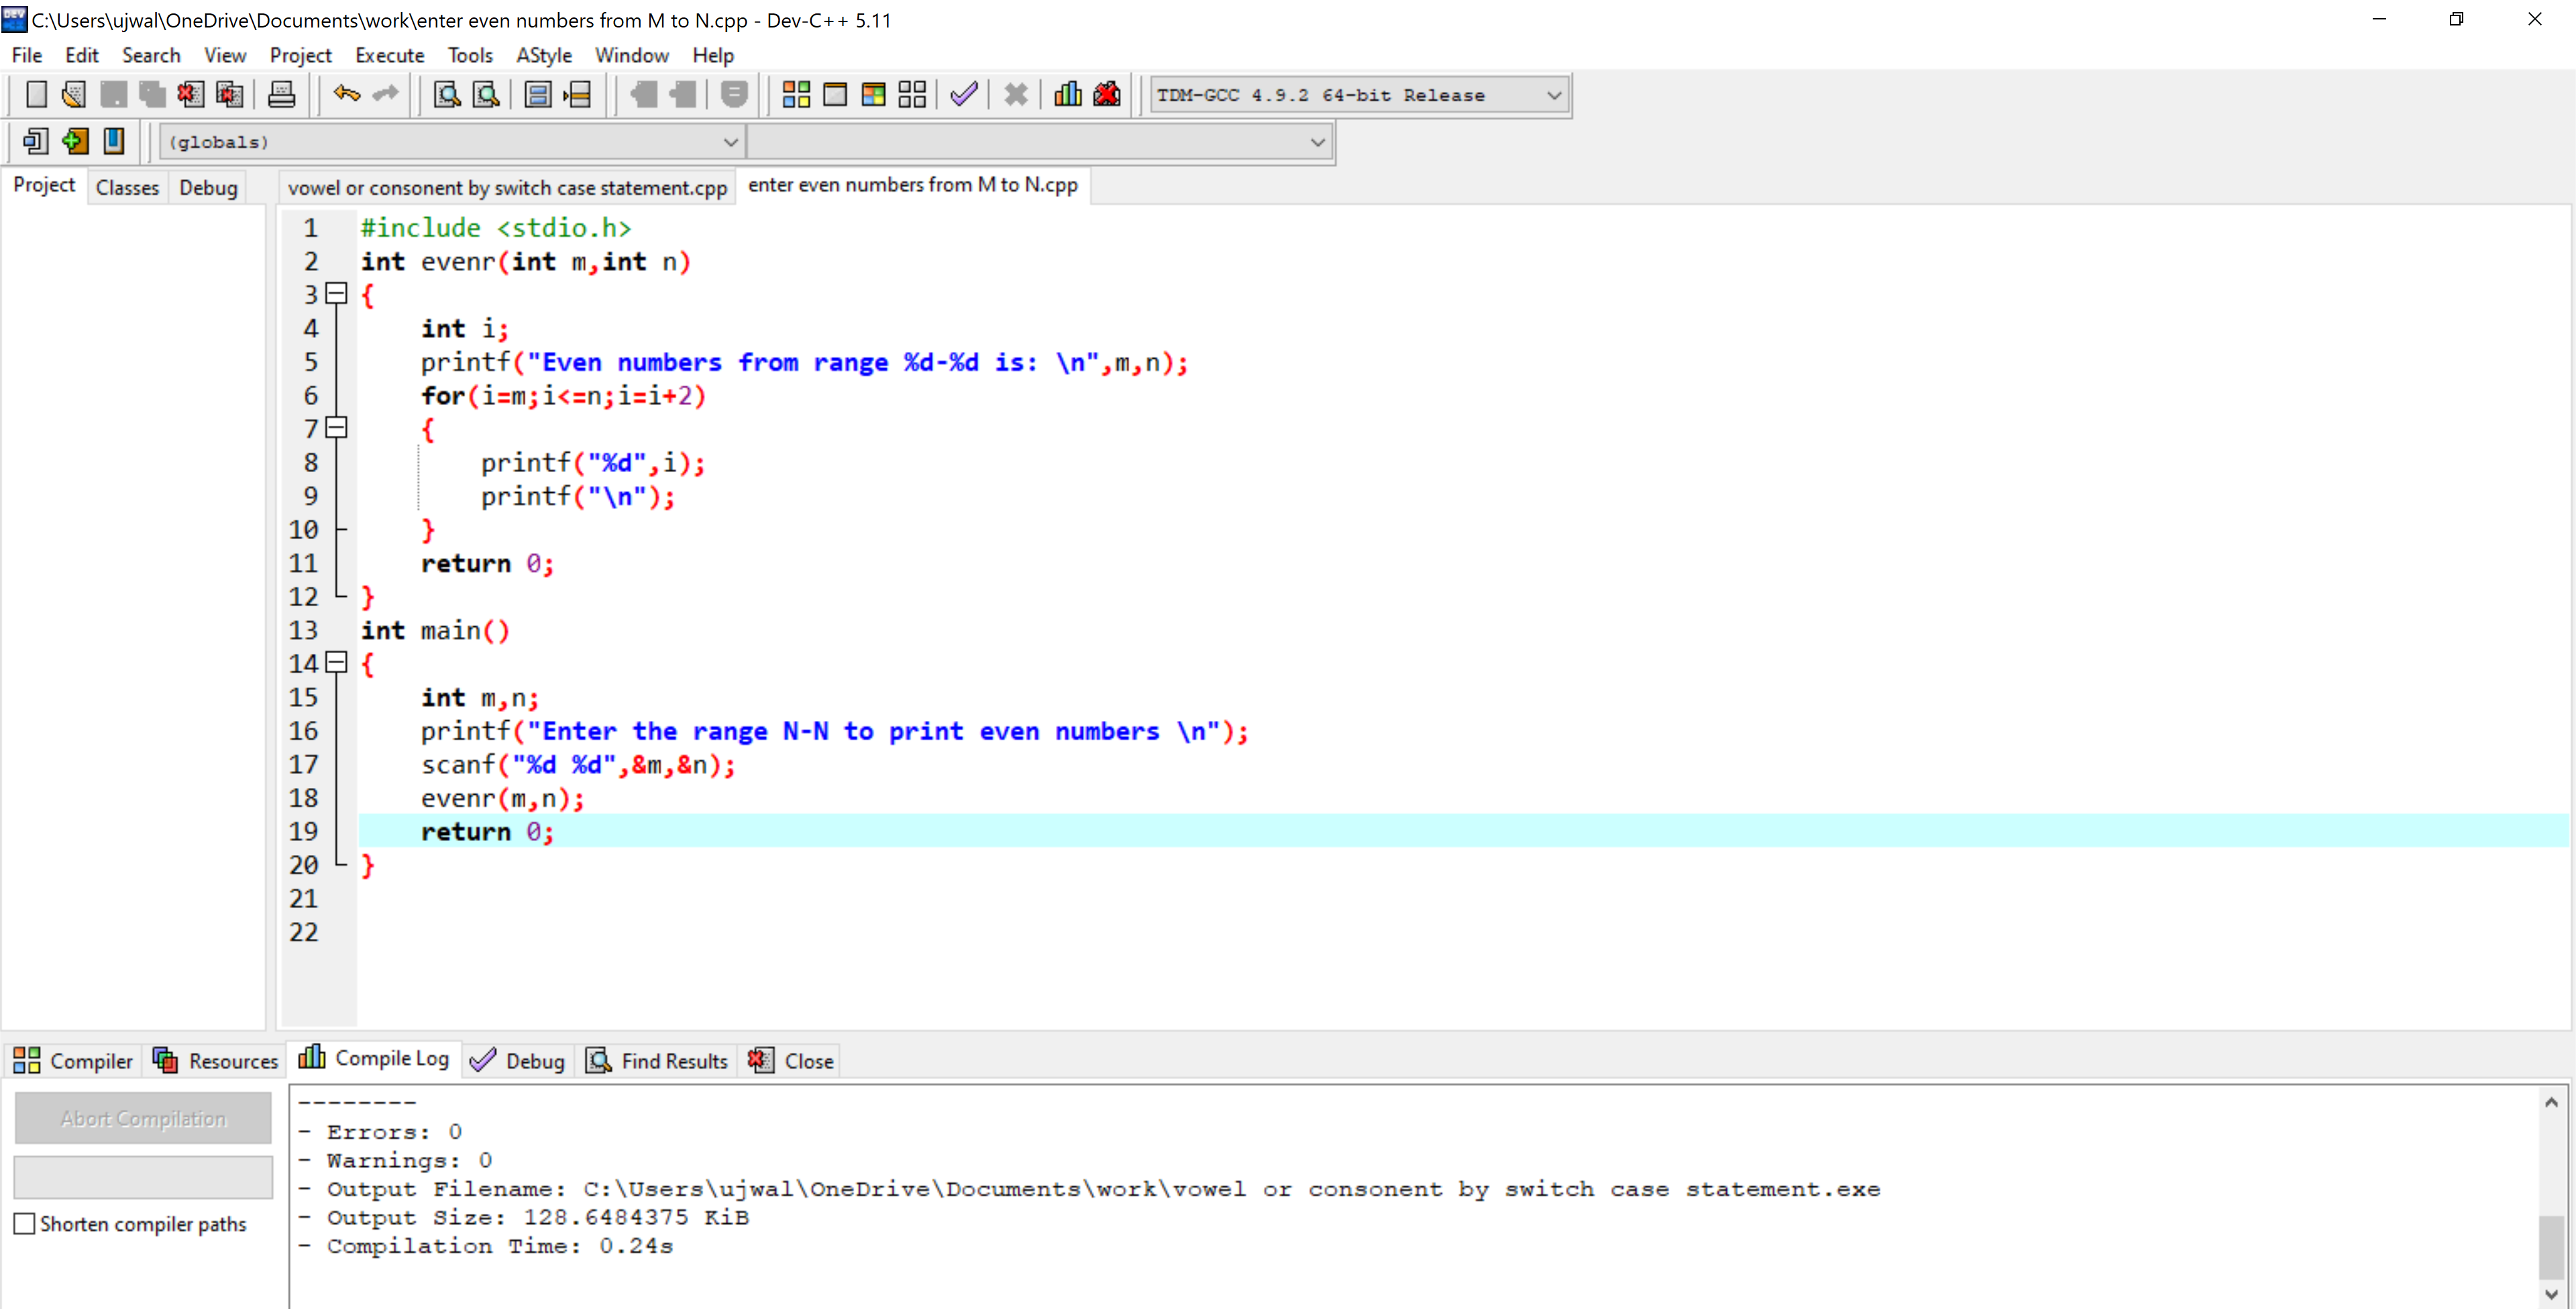 C:\Users\ujwal\OneDrive\Documents\work\enter even numbers from M to N.cpp - Dev-C++ 5.11
File Edit Search View Project Execute Tools AStyle Window Help
TDM-GCC 4.9.2 64-bit Release
(globals)
Project Classes Debug
vowel or consonent by switch case statement.cpp enter even numbers from M to N.cpp
1 #include <stdio.h>
2 int evenr(int m,int n)
3 {
4 int i;
5 printf("Even numbers from range %d-%d is: \n",m,n);
6 for(i=m;i<=n;i=i+2)
7 {
8 printf("%d",i);
9 printf("\n");
10 }
11 return 0;
12 }
13 int main()
14 {
15 int m,n;
16 printf("Enter the range N-N to print even numbers \n");
17 scanf("%d %d",&m,&n);
18 evenr(m,n);
19 return 0;
20 }
21
22
Compiler Resources Compile Log Debug Find Results Close
Abort Compilation
Shorten compiler paths
--------
- Errors: 0
- Warnings: 0
- Output Filename: C:\Users\ujwal\OneDrive\Documents\work\vowel or consonent by switch case statement.exe
- Output Size: 128.6484375 KiB
- Compilation Time: 0.24s